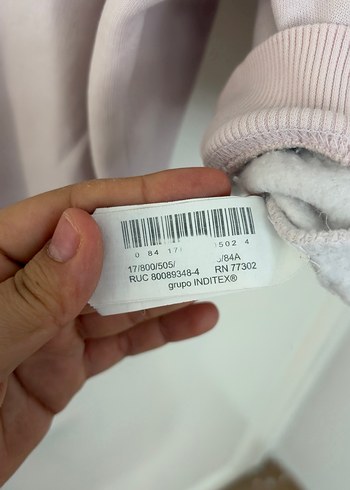 0 84 17 502 4
17/800/505/ /84A
RUC 80089348-4 RN 77302
grupo INDITEX®